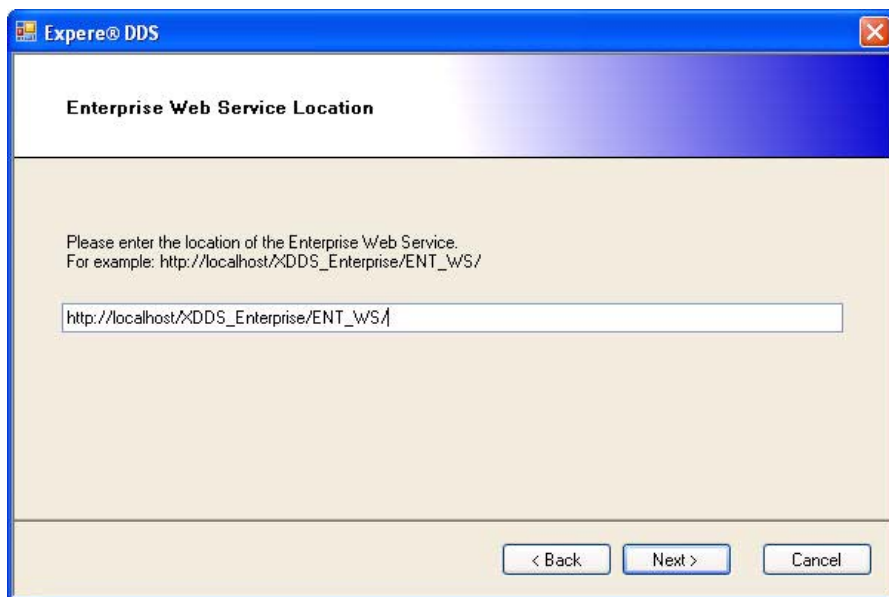 Expere® DDS
Enterprise Web Service Location
Please enter the location of the Enterprise Web Service.
For example: http://localhost/XDDS_Enterprise/ENT_WS/
http://localhost/XDDS_Enterprise/ENT_WS/
< Back Next > Cancel